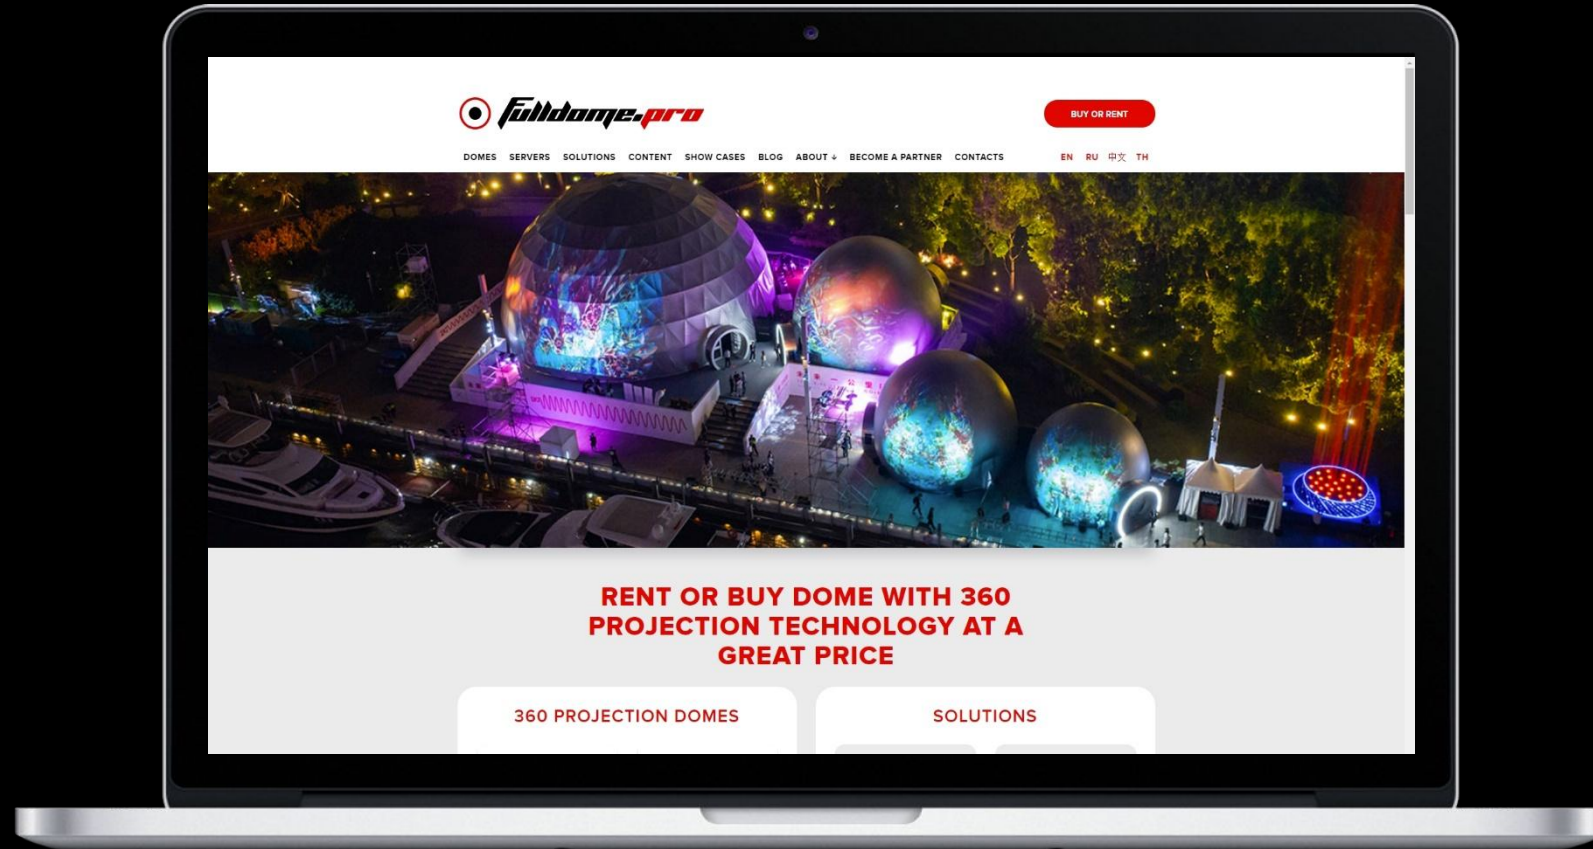 Fulldome.pro
BUY OR RENT
DOMES SERVERS SOLUTIONS CONTENT SHOW CASES BLOG ABOUT ↓ BECOME A PARTNER CONTACTS EN RU 中文 TH
RENT OR BUY DOME WITH 360
PROJECTION TECHNOLOGY AT A
GREAT PRICE
360 PROJECTION DOMES
SOLUTIONS